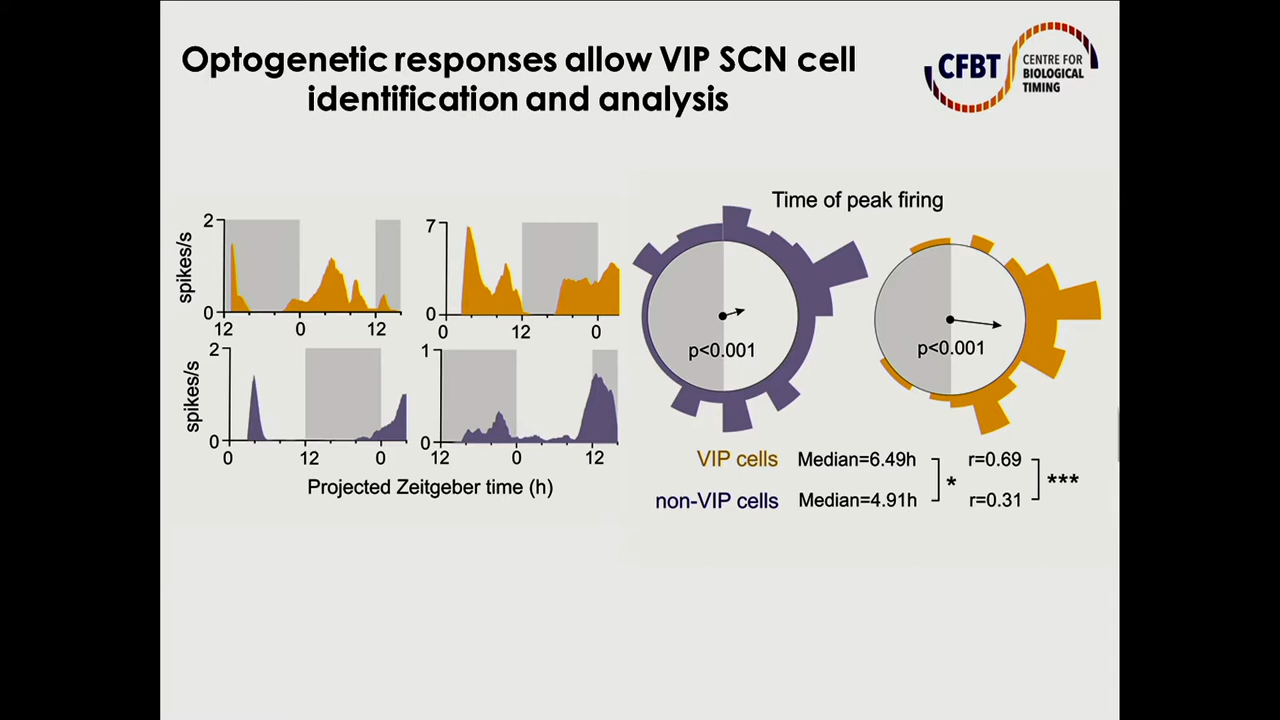 Optogenetic responses allow VIP SCN cell
identification and analysis
CFBT
CENTRE FOR
BIOLOGICAL
TIMING
spikes/s
2
0
12
0
12
7
0
0
12
0
spikes/s
2
0
0
12
0
1
0
12
0
12
Projected Zeitgeber time (h)
Time of peak firing
p<0.001
p<0.001
VIP cells Median=6.49h * r=0.69 ***
non-VIP cells Median=4.91h r=0.31